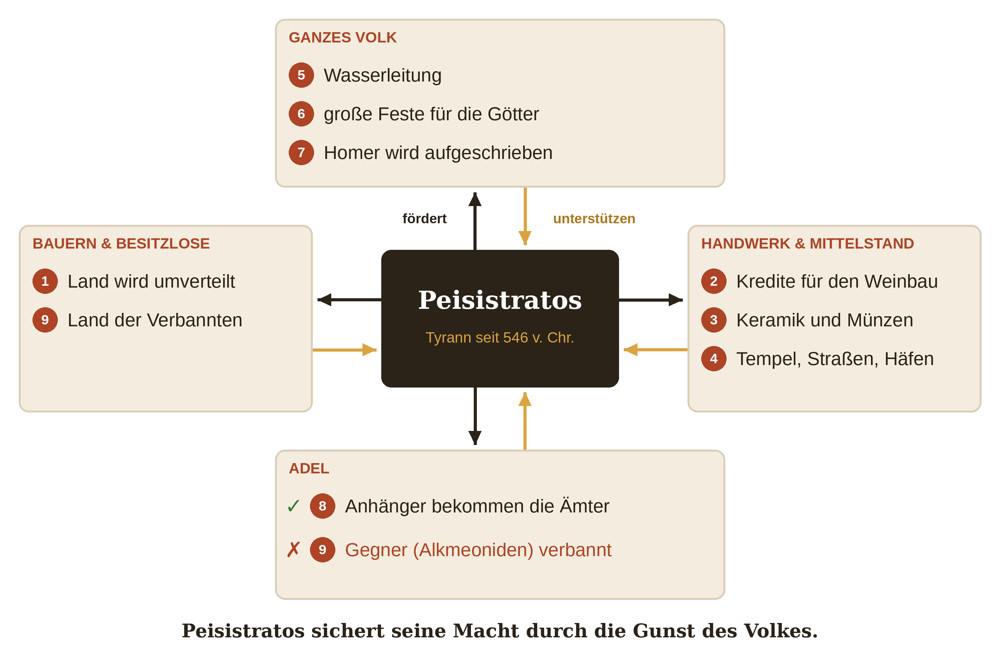 GANZES VOLK
5 Wasserleitung
6 große Feste für die Götter
7 Homer wird aufgeschrieben
fördert
unterstützen
BAUERN & BESITZLOSE
1 Land wird umverteilt
9 Land der Verbannten
Peisistratos
Tyrann seit 546 v. Chr.
HANDWERK & MITTELSTAND
2 Kredite für den Weinbau
3 Keramik und Münzen
4 Tempel, Straßen, Häfen
ADEL
✓ 8 Anhänger bekommen die Ämter
✗ 9 Gegner (Alkmeoniden) verbannt
Peisistratos sichert seine Macht durch die Gunst des Volkes.